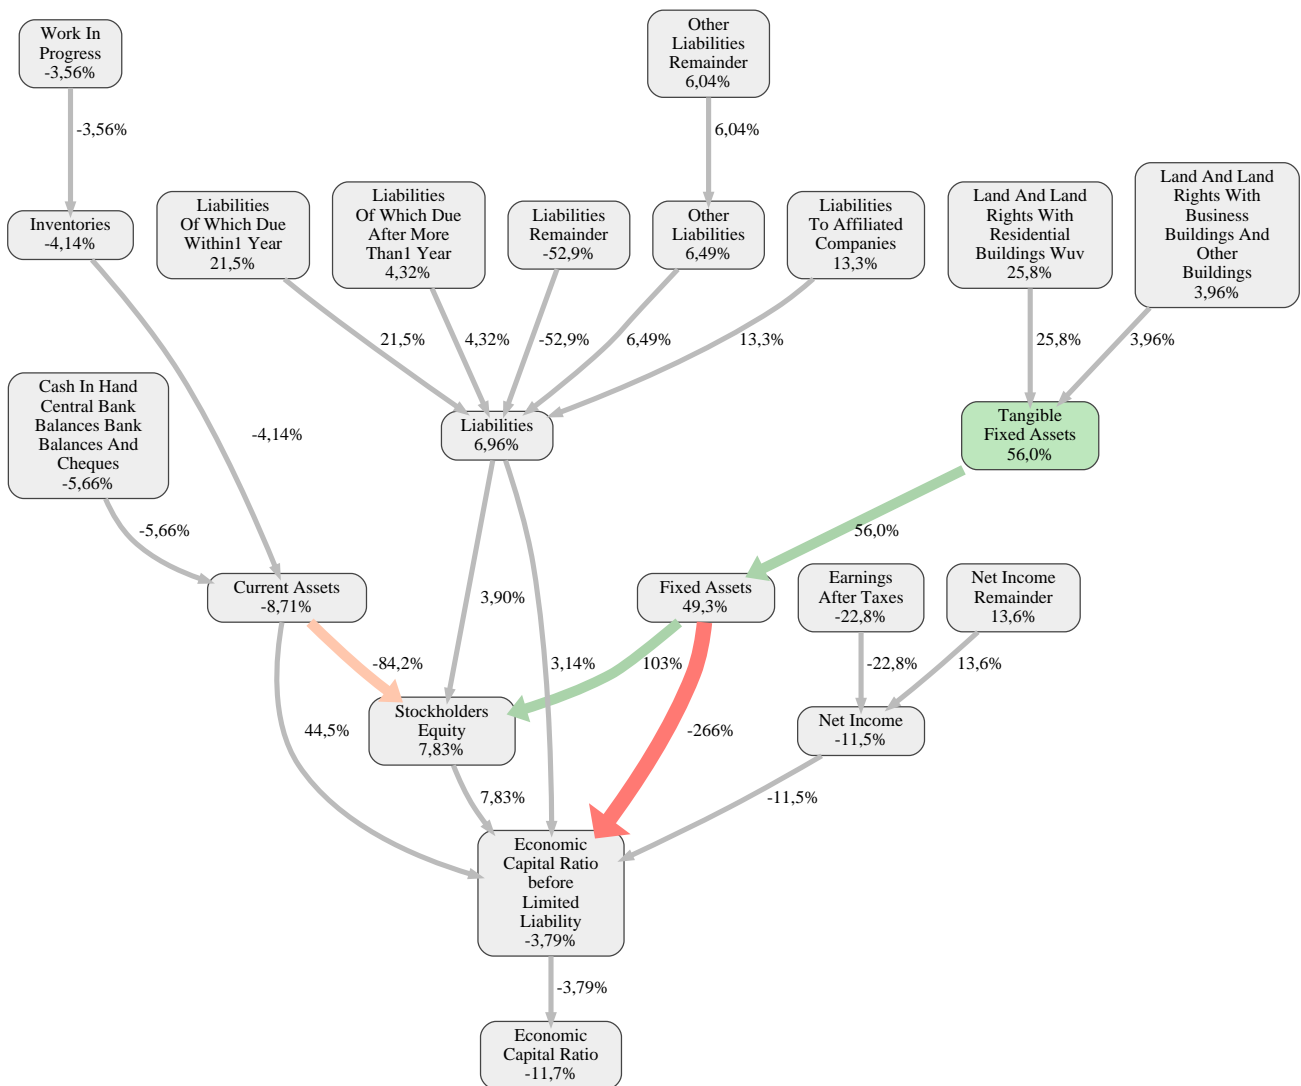 Work In
Progress
-3,56%
Other
Liabilities
Remainder
6,04%
-3,56%
6,04%
Inventories
-4,14%
Liabilities
Of Which Due
Within1 Year
21,5%
Liabilities
Of Which Due
After More
Than1 Year
4,32%
Liabilities
Remainder
-52,9%
Other
Liabilities
6,49%
Liabilities
To Affiliated
Companies
13,3%
Land And Land
Rights With
Residential
Buildings Wuv
25,8%
Land And Land
Rights With
Business
Buildings And
Other
Buildings
3,96%
21,5%
4,32%
-52,9%
6,49%
13,3%
25,8%
3,96%
Cash In Hand
Central Bank
Balances Bank
Balances And
Cheques
-5,66%
-4,14%
Liabilities
6,96%
Tangible
Fixed Assets
56,0%
-5,66%
56,0%
Current Assets
-8,71%
3,90%
Fixed Assets
49,3%
Earnings
After Taxes
-22,8%
Net Income
Remainder
13,6%
-84,2%
3,14%
103%
-22,8%
13,6%
44,5%
Stockholders
Equity
7,83%
-266%
Net Income
-11,5%
7,83%
-11,5%
Economic
Capital Ratio
before
Limited
Liability
-3,79%
-3,79%
Economic
Capital Ratio
-11,7%